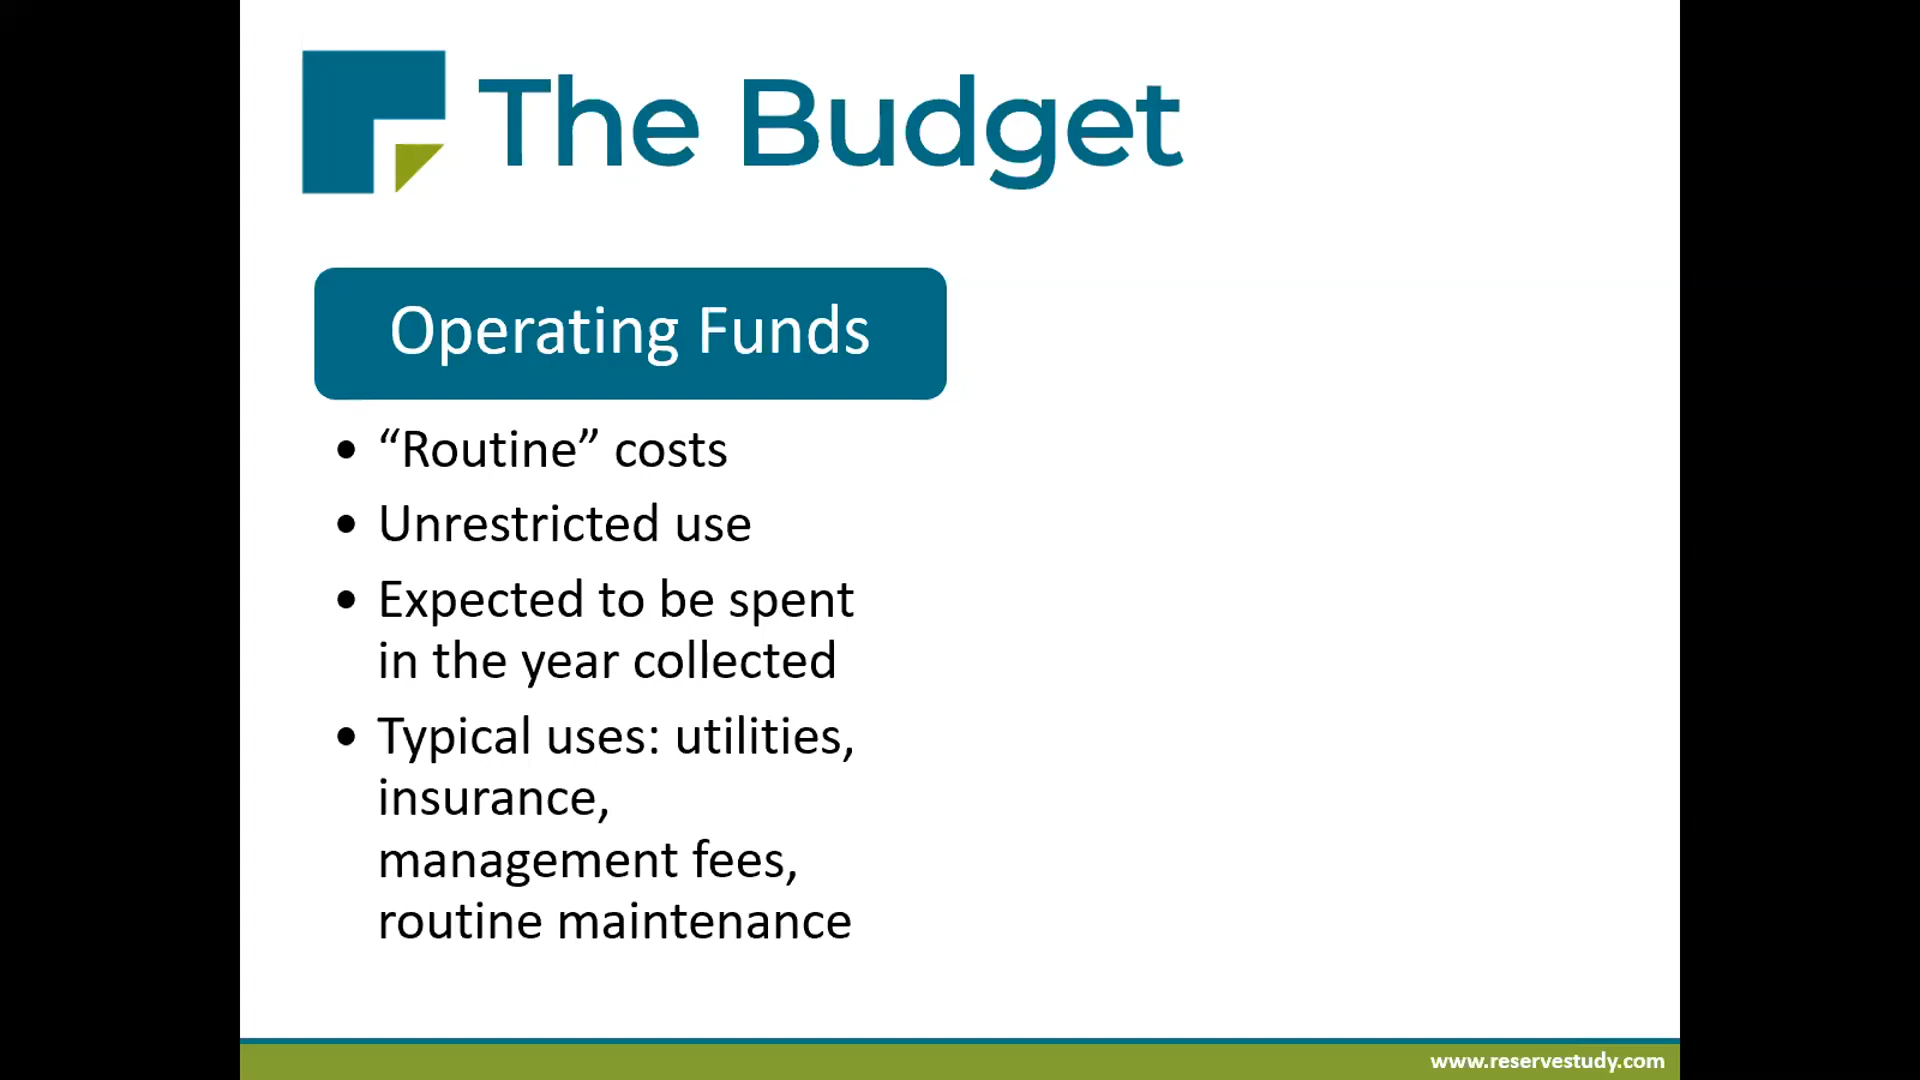 The Budget
Operating Funds
• “Routine” costs
• Unrestricted use
• Expected to be spent
in the year collected
• Typical uses: utilities,
insurance,
management fees,
routine maintenance
www.reservestudy.com